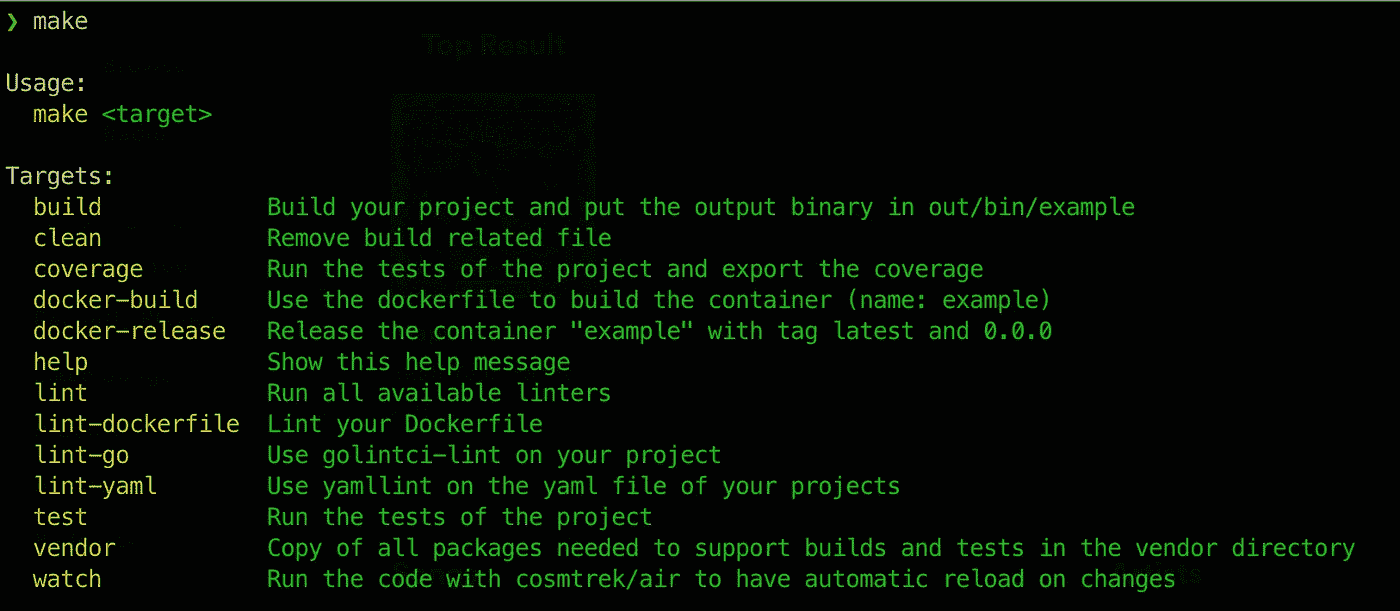 ❯ make
Usage:
make <target>
Targets:
build Build your project and put the output binary in out/bin/example
clean Remove build related file
coverage Run the tests of the project and export the coverage
docker-build Use the dockerfile to build the container (name: example)
docker-release Release the container "example" with tag latest and 0.0.0
help Show this help message
lint Run all available linters
lint-dockerfile Lint your Dockerfile
lint-go Use golintci-lint on your project
lint-yaml Use yamllint on the yaml file of your projects
test Run the tests of the project
vendor Copy of all packages needed to support builds and tests in the vendor directory
watch Run the code with cosmtrek/air to have automatic reload on changes
Top Result